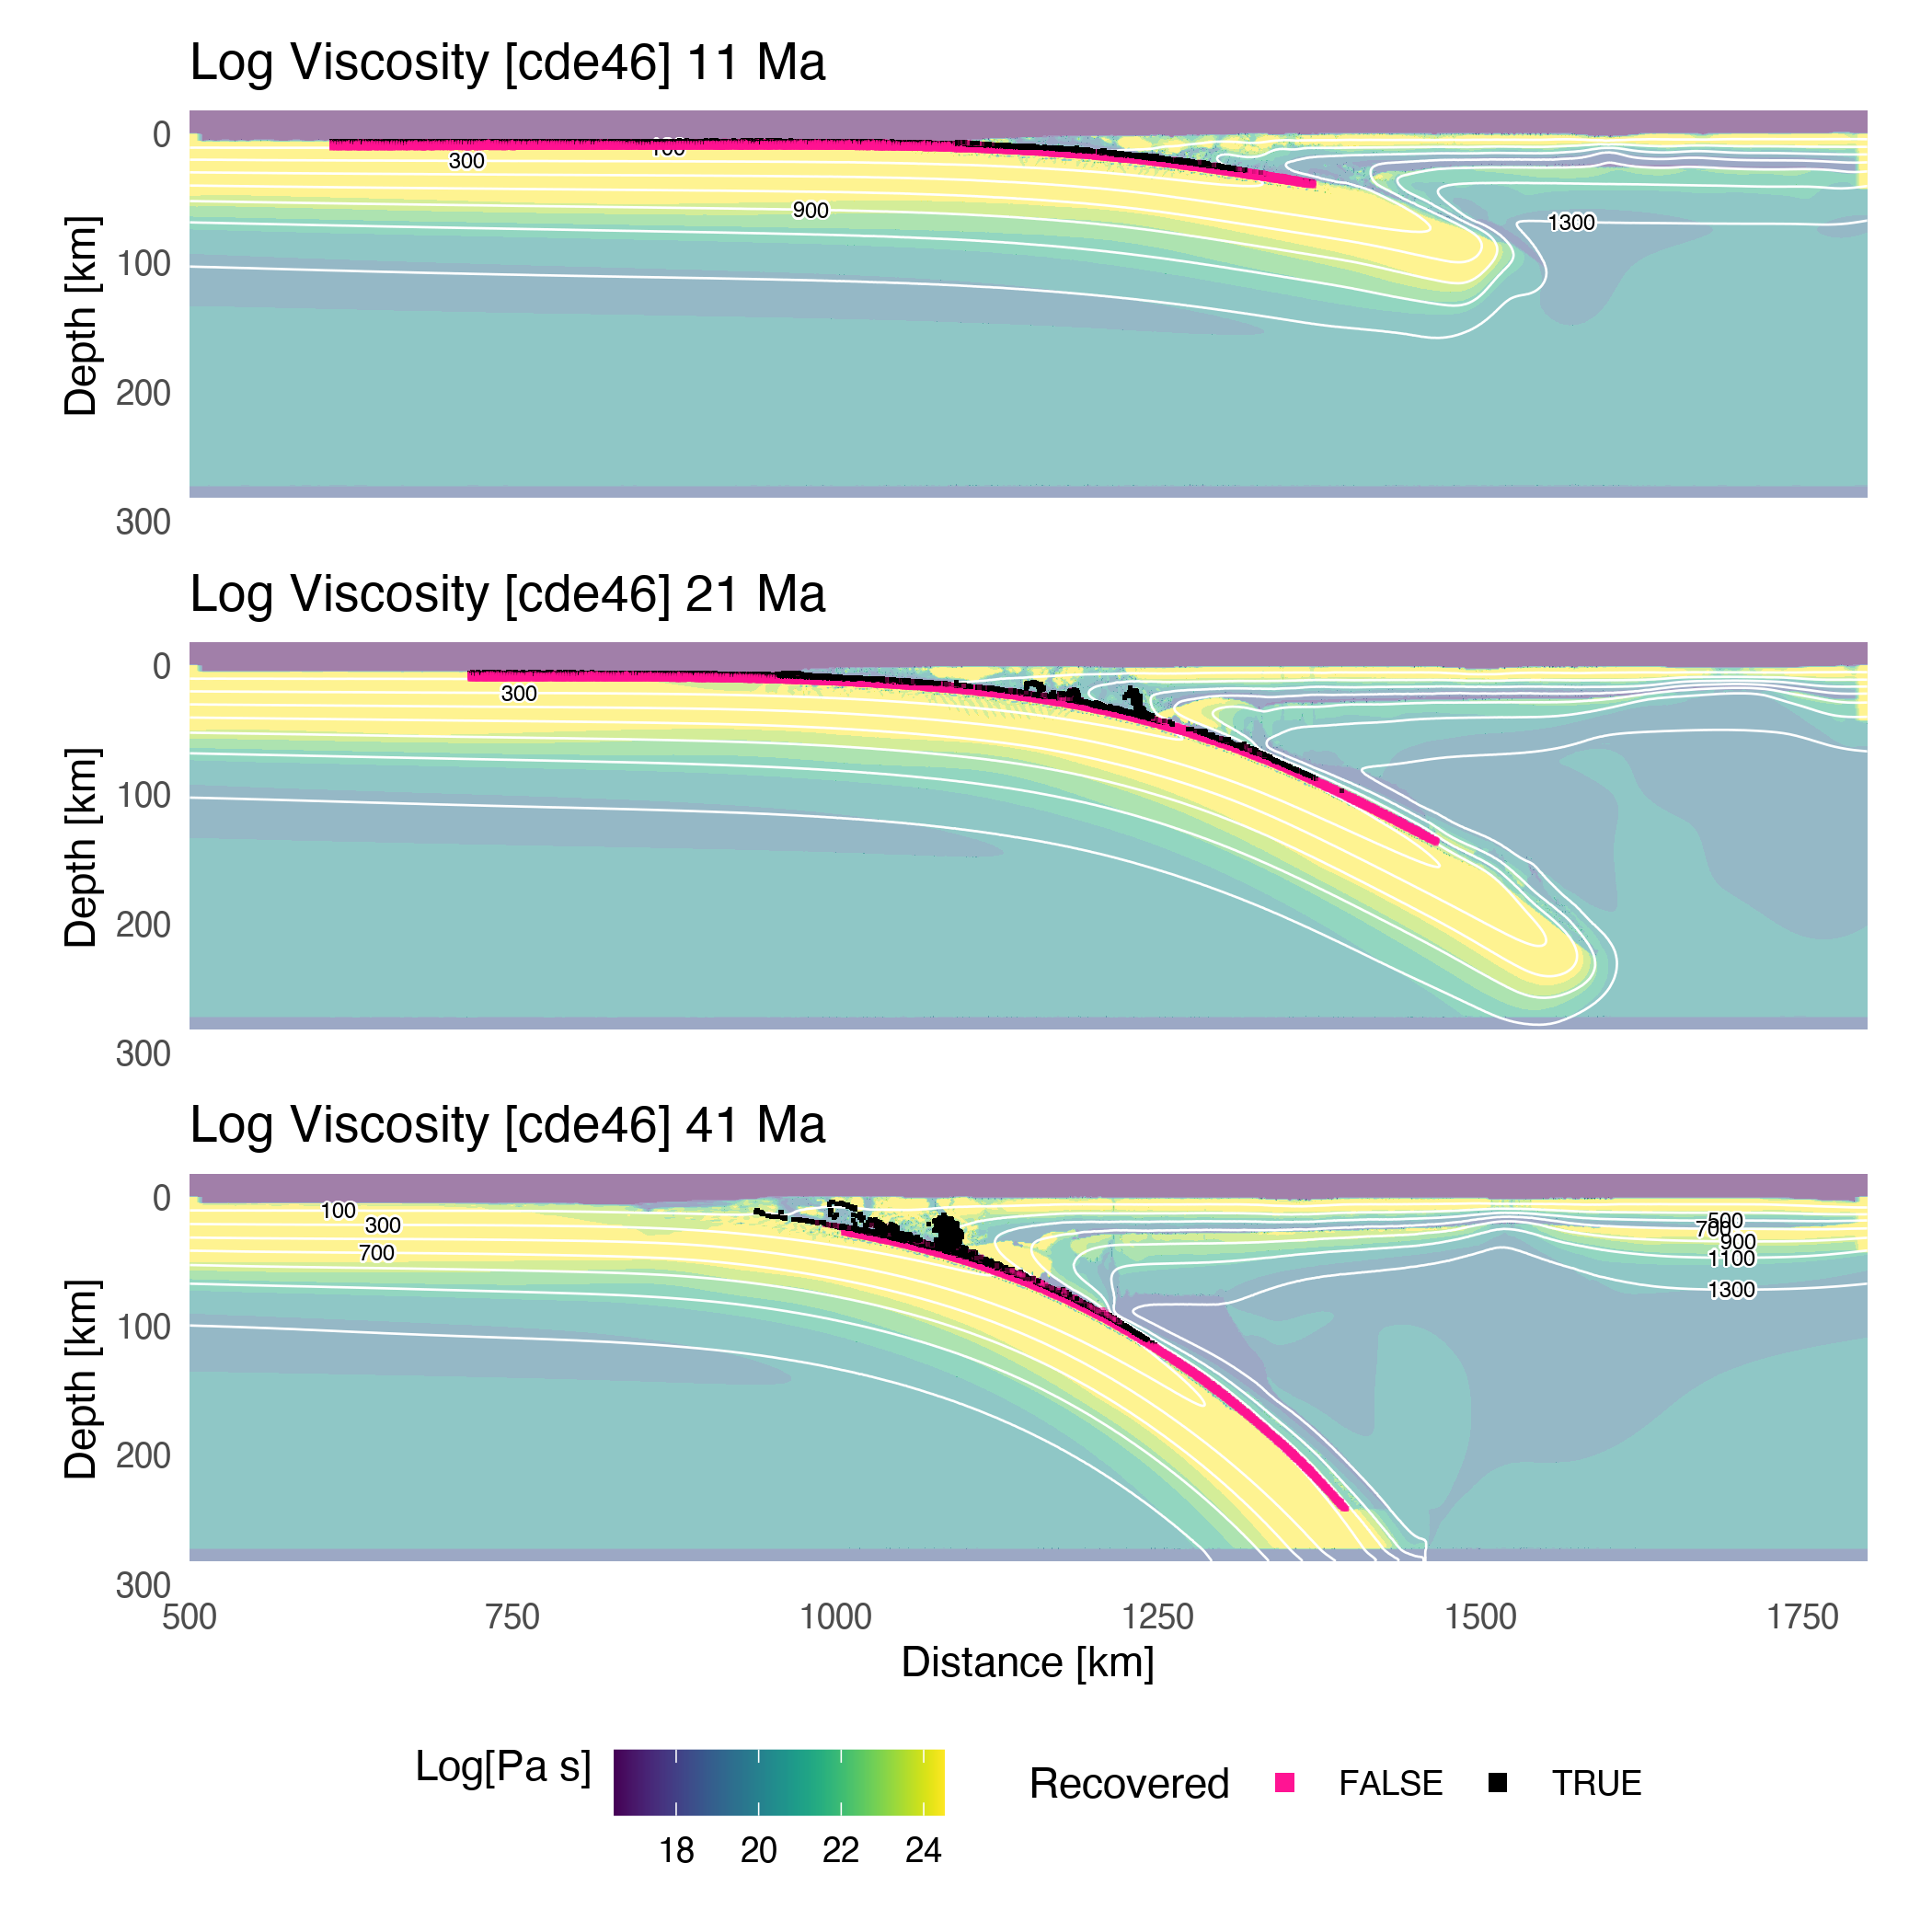 Log Viscosity [cde46] 11 Ma
0
100
200
300
Depth [km]
300
900
1300
Log Viscosity [cde46] 21 Ma
0
100
200
300
Depth [km]
300
Log Viscosity [cde46] 41 Ma
0
100
200
300
Depth [km]
100
300
700
500
700
900
1100
1300
500 750 1000 1250 1500 1750
Distance [km]
Log[Pa s]
18 20 22 24
Recovered FALSE TRUE